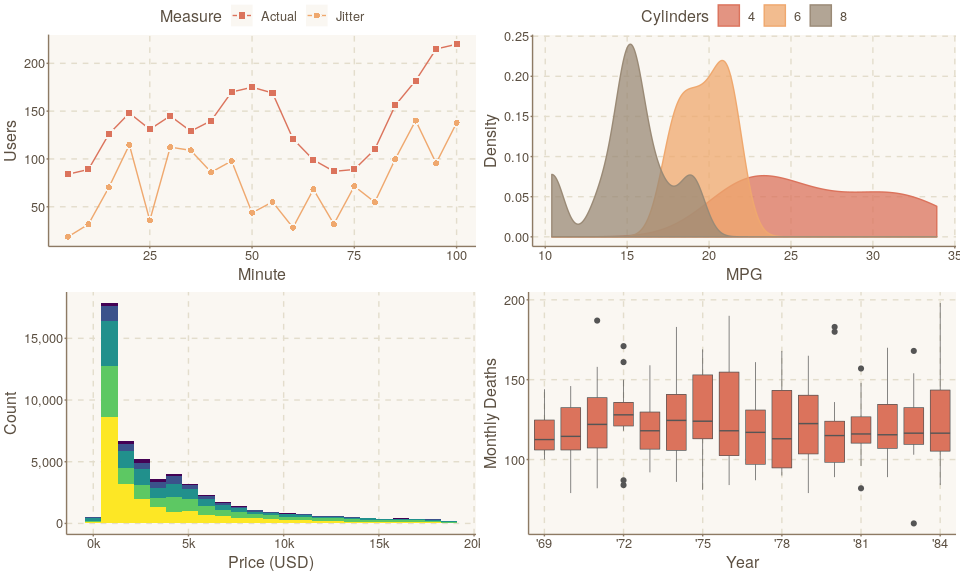 Measure Actual Jitter
Users
200
150
100
50
25 50 75 100
Minute
Cylinders 4 6 8
Density
0.25
0.20
0.15
0.10
0.05
0.00
10 15 20 25 30 35
MPG
Count
15,000
10,000
5,000
0
0k 5k 10k 15k 20
Price (USD)
Monthly Deaths
200
150
100
'69 '72 '75 '78 '81 '84
Year